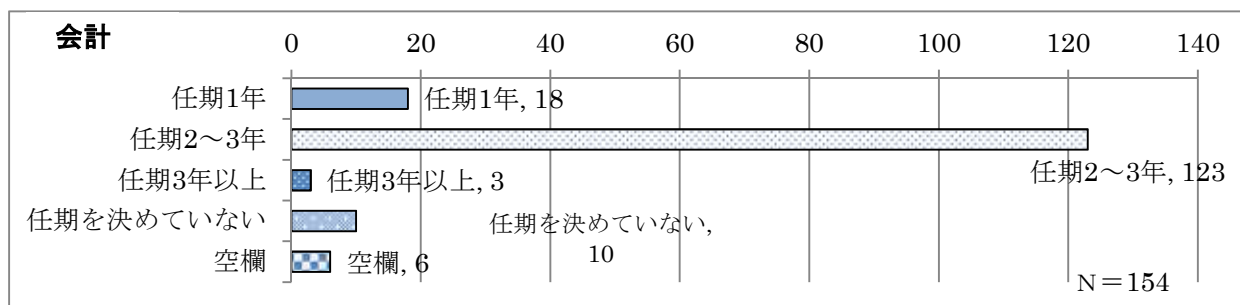 会計
0 20 40 60 80 100 120 140
任期1年
任期1年, 18
任期2～3年
任期2～3年, 123
任期3年以上
任期3年以上, 3
任期を決めていない
任期を決めていない,
10
空欄
空欄, 6
N＝154